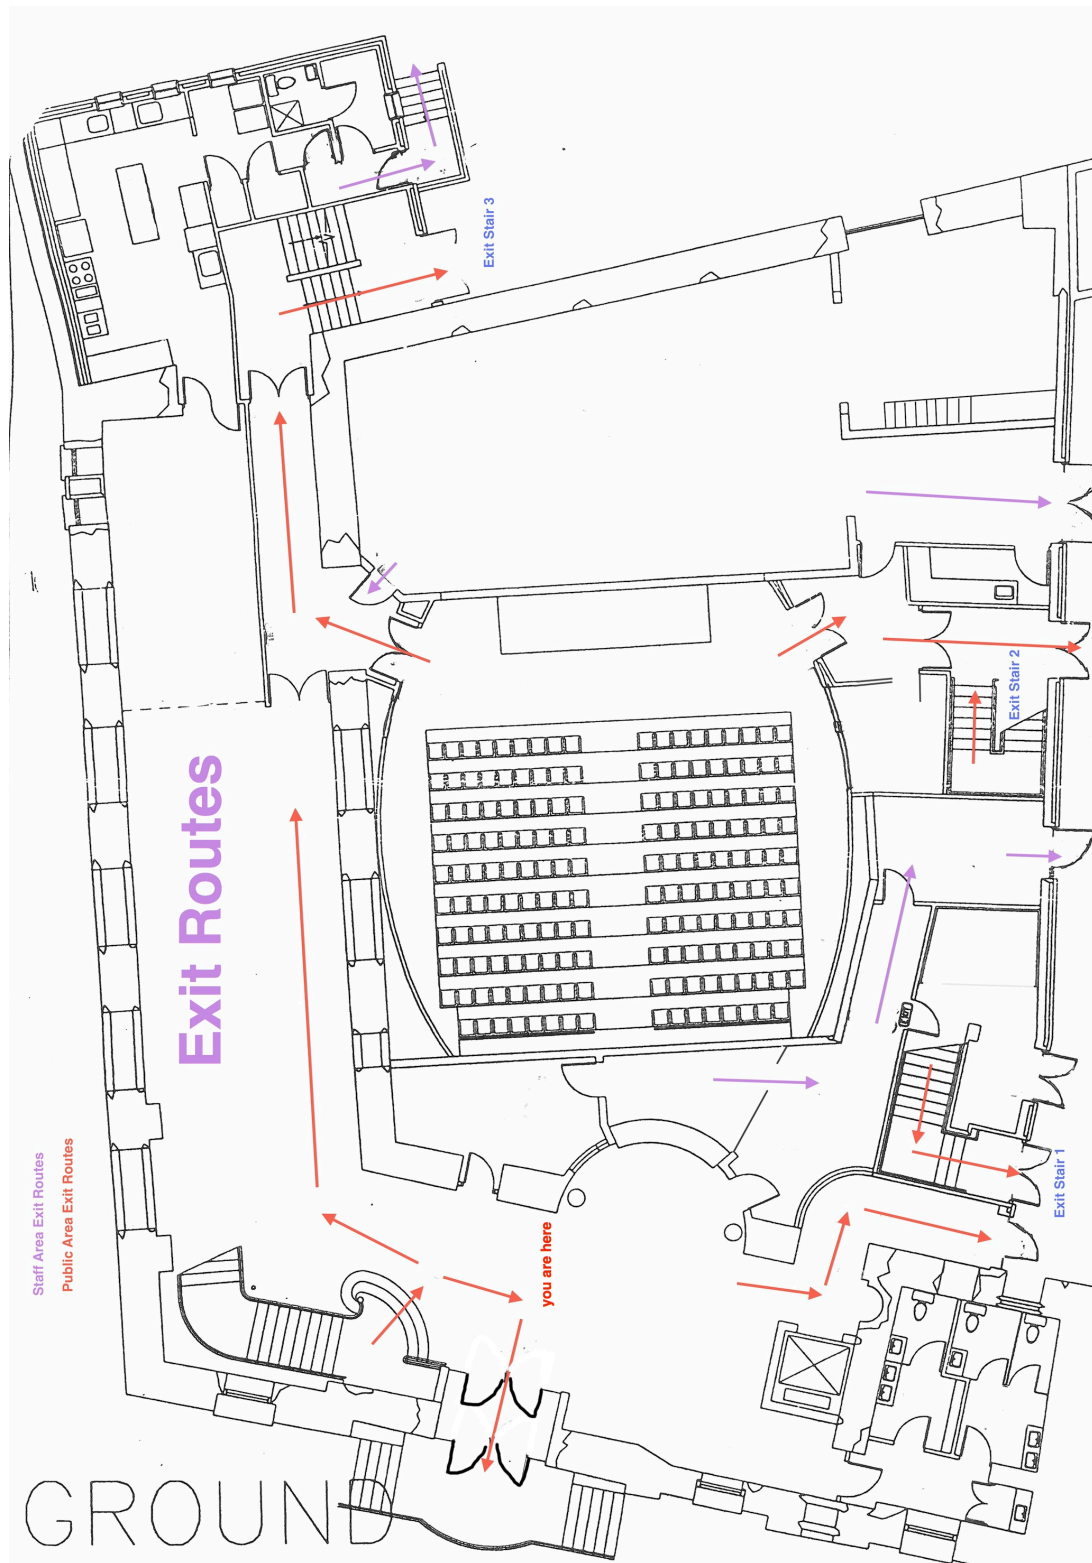 Exit Stair 3
Exit Stair 2
Exit Routes
Staff Area Exit Routes
Public Area Exit Routes
Exit Stair 1
you are here
GROUND